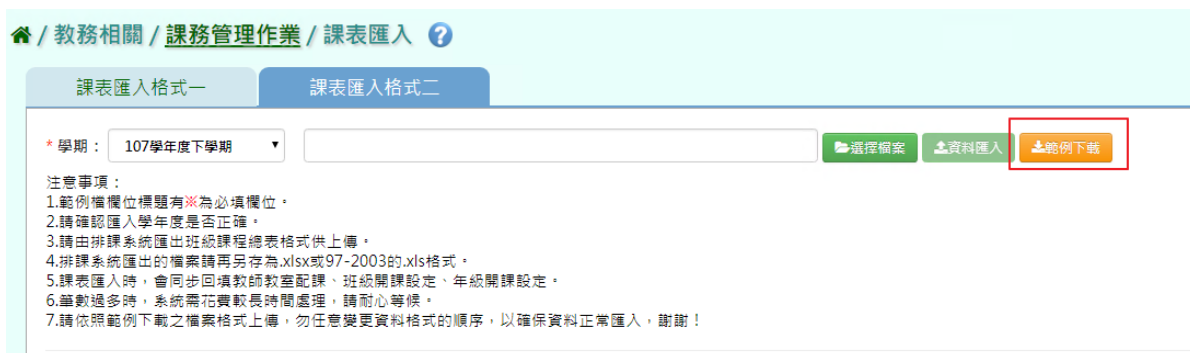 / 教務相關 / 課務管理作業 / 課表匯入 ?
課表匯入格式一 課表匯入格式二
* 學期： 107學年度下學期 選擇檔案 資料匯入 範例下載
注意事項：
1.範例檔欄位標題有※為必填欄位。
2.請確認匯入學年度是否正確。
3.請由排課系統匯出班級課程總表格式供上傳。
4.排課系統匯出的檔案請再另存為.xlsx或97-2003的.xls格式。
5.課表匯入時，會同步回填教師教室配課、班級開課設定、年級開課設定。
6.筆數過多時，系統需花費較長時間處理，請耐心等候。
7.請依照範例下載之檔案格式上傳，勿任意變更資料格式的順序，以確保資料正常匯入，謝謝！